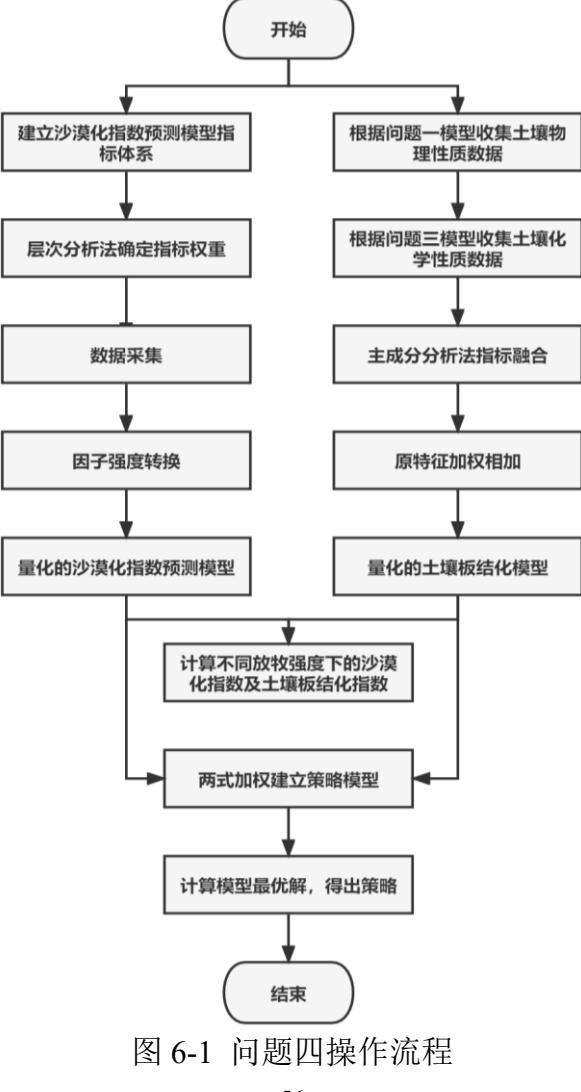 开始
建立沙漠化指数预测模型指
标体系
根据问题一模型收集土壤物
理性质数据
层次分析法确定指标权重
根据问题三模型收集土壤化
学性质数据
数据采集
主成分分析法指标融合
因子强度转换
原特征加权相加
量化的沙漠化指数预测模型
量化的土壤板结化模型
计算不同放牧强度下的沙漠
化指数及土壤板结化指数
两式加权建立策略模型
计算模型最优解，得出策略
结束
图 6-1 问题四操作流程